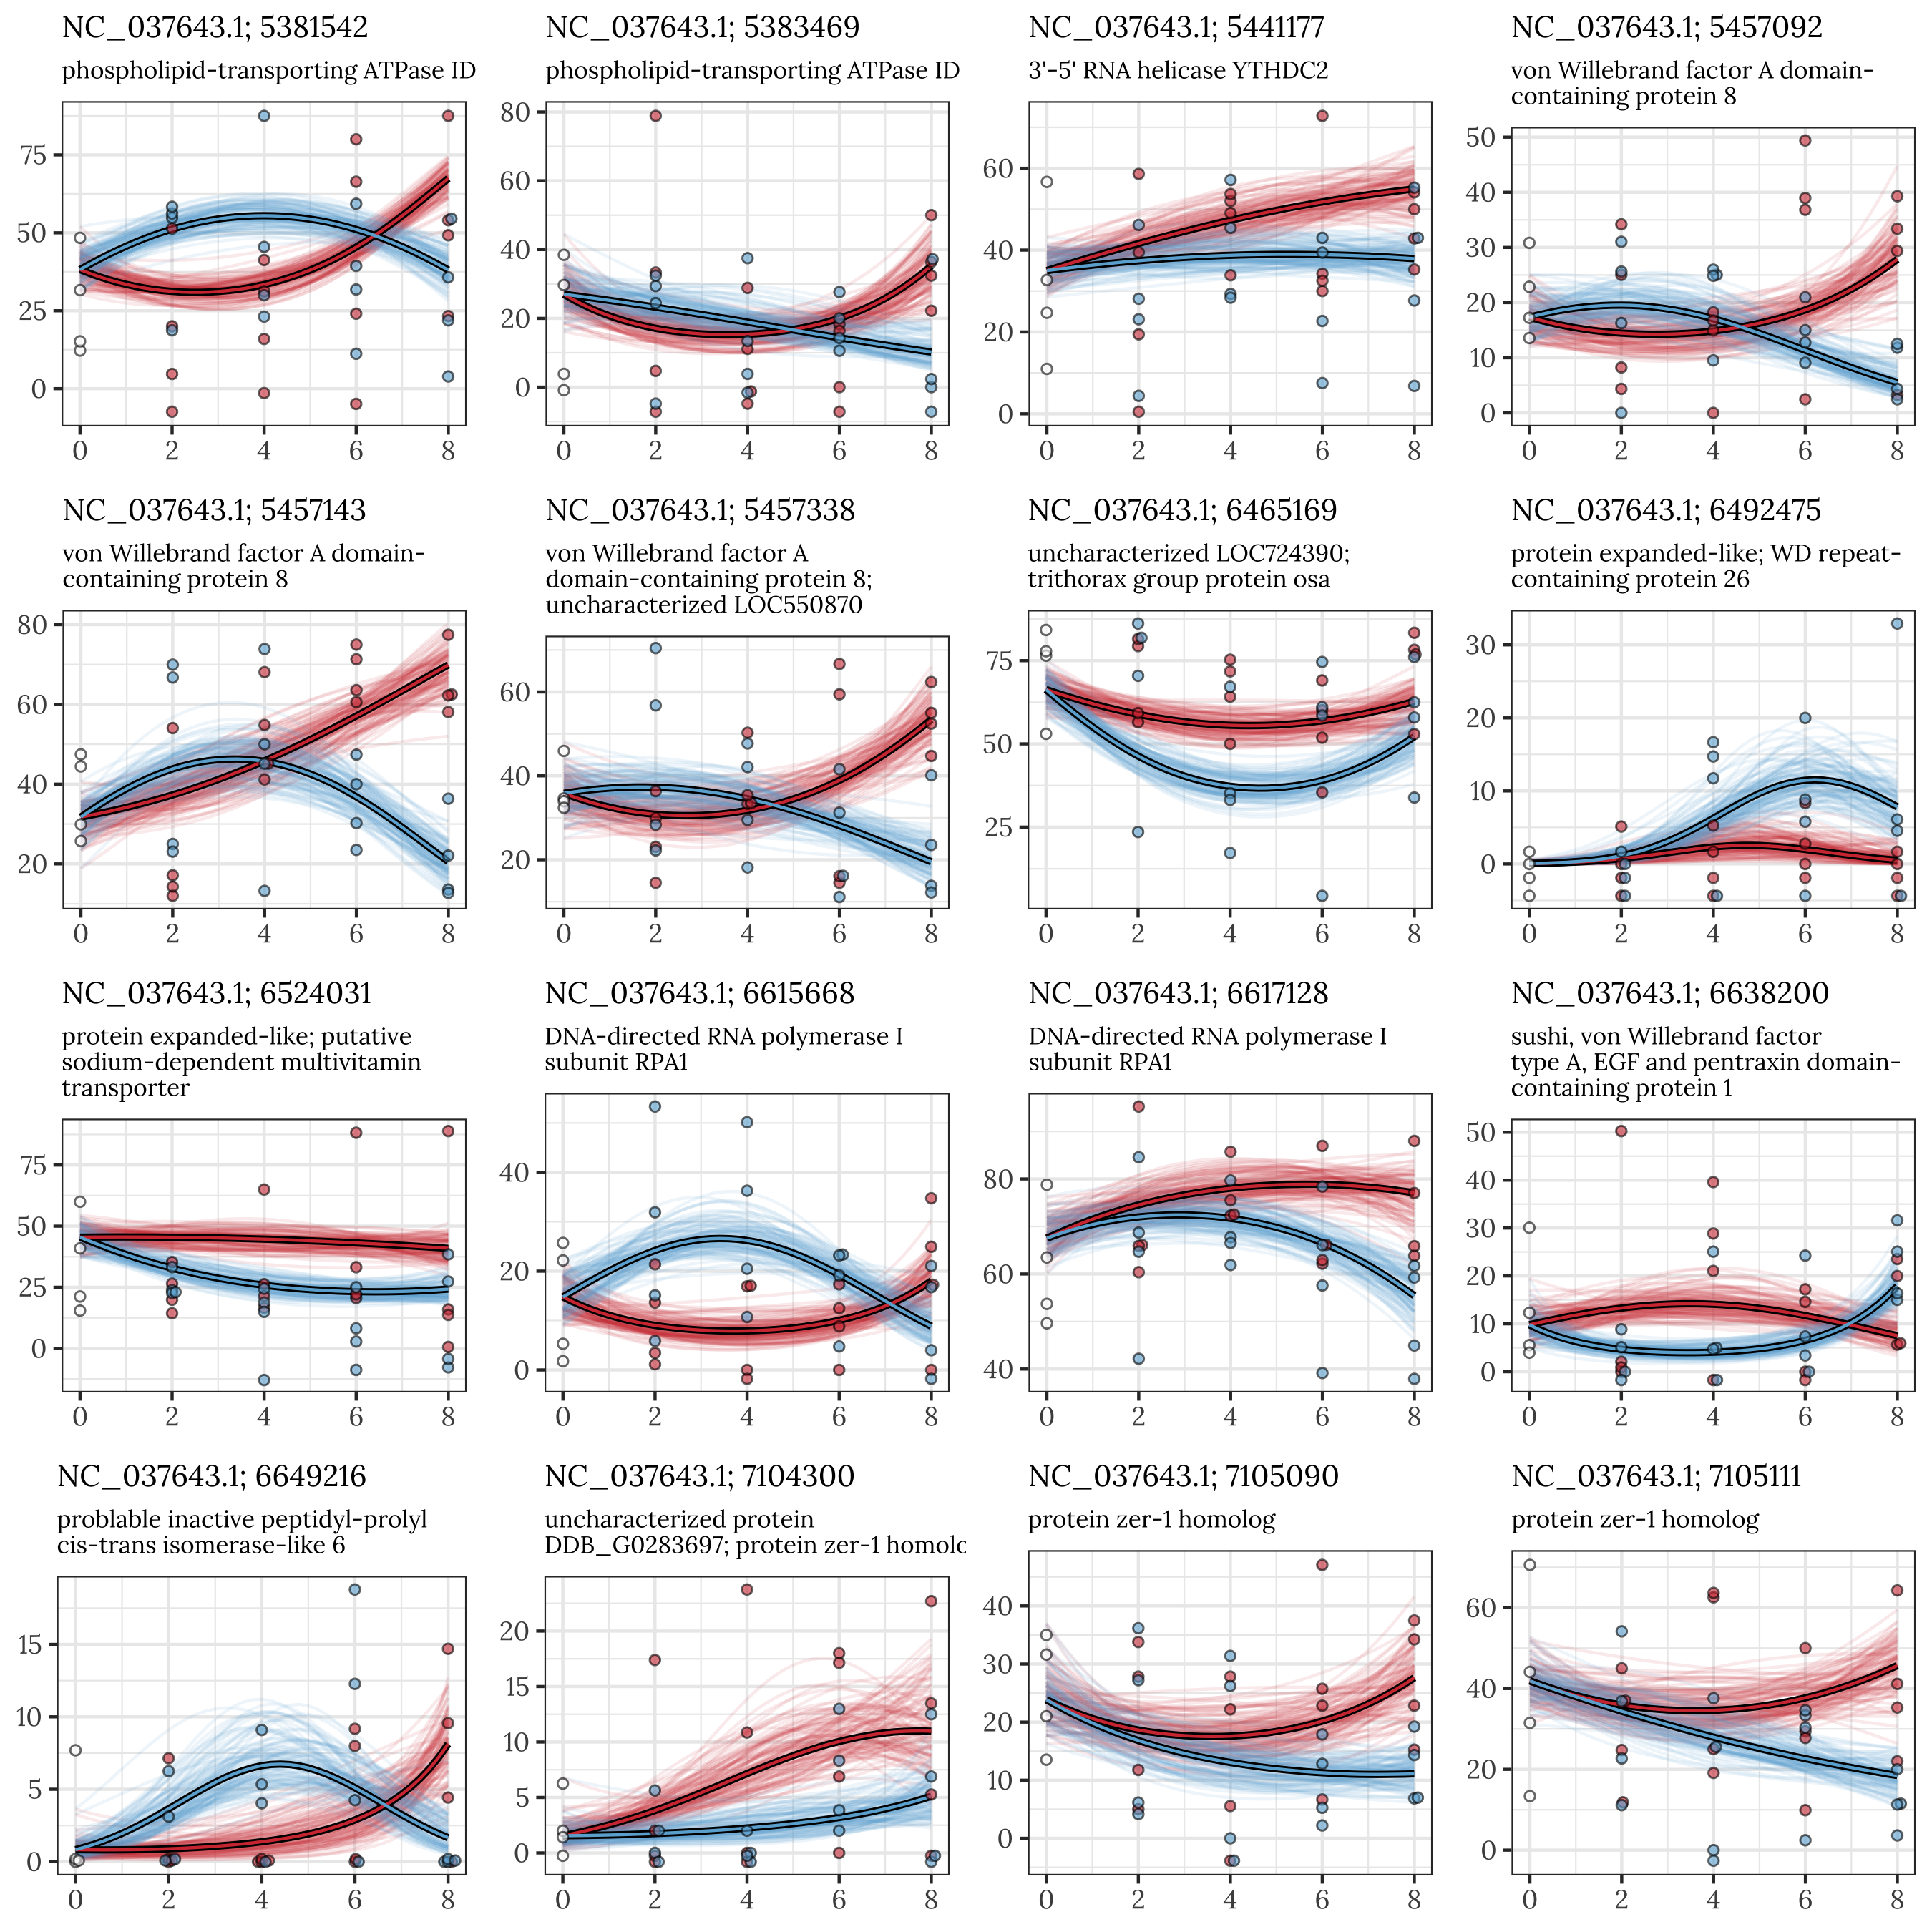 NC_037643.1; 5381542
phospholipid-transporting ATPase ID
75
50
25
0
0 2 4 6 8
NC_037643.1; 5383469
phospholipid-transporting ATPase ID
80
60
40
20
0
0 2 4 6 8
NC_037643.1; 5441177
3'-5' RNA helicase YTHDC2
60
40
20
0
0 2 4 6 8
NC_037643.1; 5457092
von Willebrand factor A domain-
containing protein 8
50
40
30
20
10
0
0 2 4 6 8
NC_037643.1; 5457143
von Willebrand factor A domain-
containing protein 8
80
60
40
20
0 2 4 6 8
NC_037643.1; 5457338
von Willebrand factor A
domain-containing protein 8;
uncharacterized LOC550870
60
40
20
0 2 4 6 8
NC_037643.1; 6465169
uncharacterized LOC724390;
trithorax group protein osa
75
50
25
0 2 4 6 8
NC_037643.1; 6492475
protein expanded-like; WD repeat-
containing protein 26
30
20
10
0
0 2 4 6 8
NC_037643.1; 6524031
protein expanded-like; putative
sodium-dependent multivitamin
transporter
75
50
25
0
0 2 4 6 8
NC_037643.1; 6615668
DNA-directed RNA polymerase I
subunit RPA1
40
20
0
0 2 4 6 8
NC_037643.1; 6617128
DNA-directed RNA polymerase I
subunit RPA1
80
60
40
0 2 4 6 8
NC_037643.1; 6638200
sushi, von Willebrand factor
type A, EGF and pentraxin domain-
containing protein 1
50
40
30
20
10
0
0 2 4 6 8
NC_037643.1; 6649216
problable inactive peptidyl-prolyl
cis-trans isomerase-like 6
15
10
5
0
0 2 4 6 8
NC_037643.1; 7104300
uncharacterized protein
DDB_G0283697; protein zer-1 homolo
20
15
10
5
0
0 2 4 6 8
NC_037643.1; 7105090
protein zer-1 homolog
40
30
20
10
0
0 2 4 6 8
NC_037643.1; 7105111
protein zer-1 homolog
60
40
20
0
0 2 4 6 8